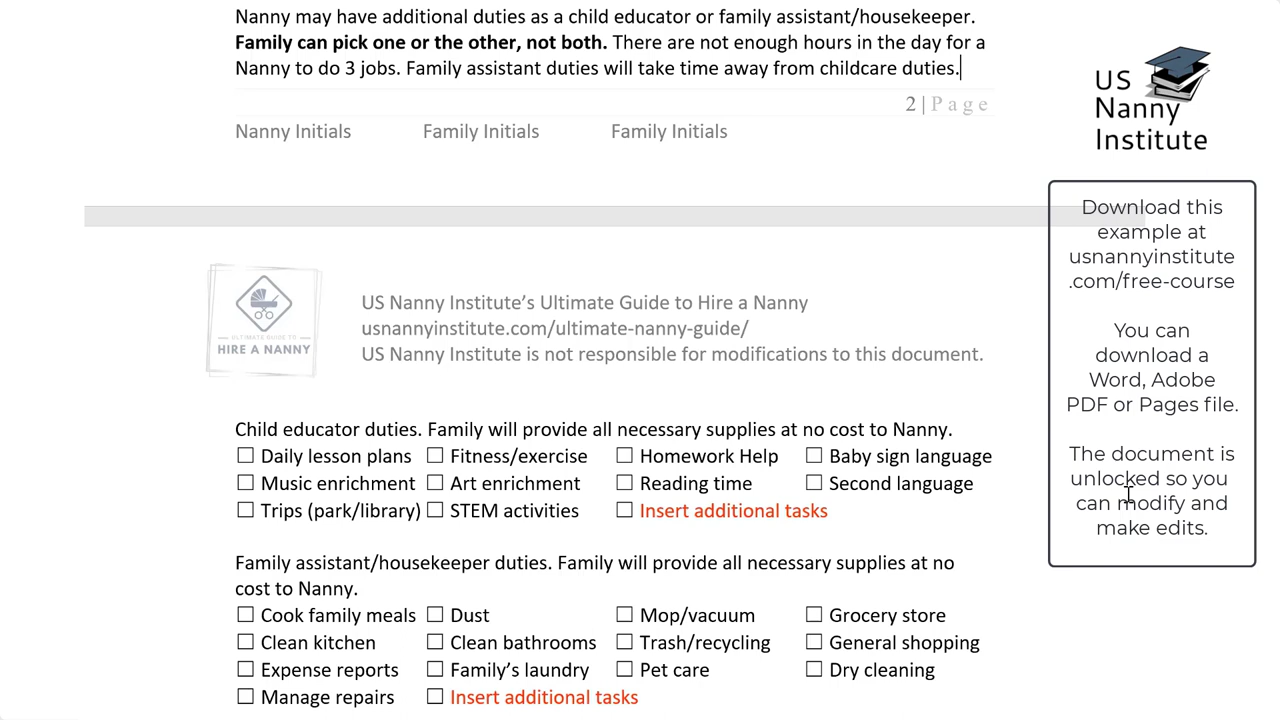 Nanny may have additional duties as a child educator or family assistant/housekeeper.
Family can pick one or the other, not both. There are not enough hours in the day for a
Nanny to do 3 jobs. Family assistant duties will take time away from childcare duties.
2 | Page
Nanny Initials Family Initials Family Initials
US
Nanny
Institute
Download this
example at
usnannyinstitute
.com/free-course
You can
download a
Word, Adobe
PDF or Pages file.
The document is
unlocked so you
can modify and
make edits.
ULTIMATE GUIDE TO
HIRE A NANNY
US Nanny Institute’s Ultimate Guide to Hire a Nanny
usnannyinstitute.com/ultimate-nanny-guide/
US Nanny Institute is not responsible for modifications to this document.
Child educator duties. Family will provide all necessary supplies at no cost to Nanny.
☐ Daily lesson plans ☐ Fitness/exercise ☐ Homework Help ☐ Baby sign language
☐ Music enrichment ☐ Art enrichment ☐ Reading time ☐ Second language
☐ Trips (park/library) ☐ STEM activities ☐ Insert additional tasks
Family assistant/housekeeper duties. Family will provide all necessary supplies at no
cost to Nanny.
☐ Cook family meals ☐ Dust ☐ Mop/vacuum ☐ Grocery store
☐ Clean kitchen ☐ Clean bathrooms ☐ Trash/recycling ☐ General shopping
☐ Expense reports ☐ Family’s laundry ☐ Pet care ☐ Dry cleaning
☐ Manage repairs ☐ Insert additional tasks